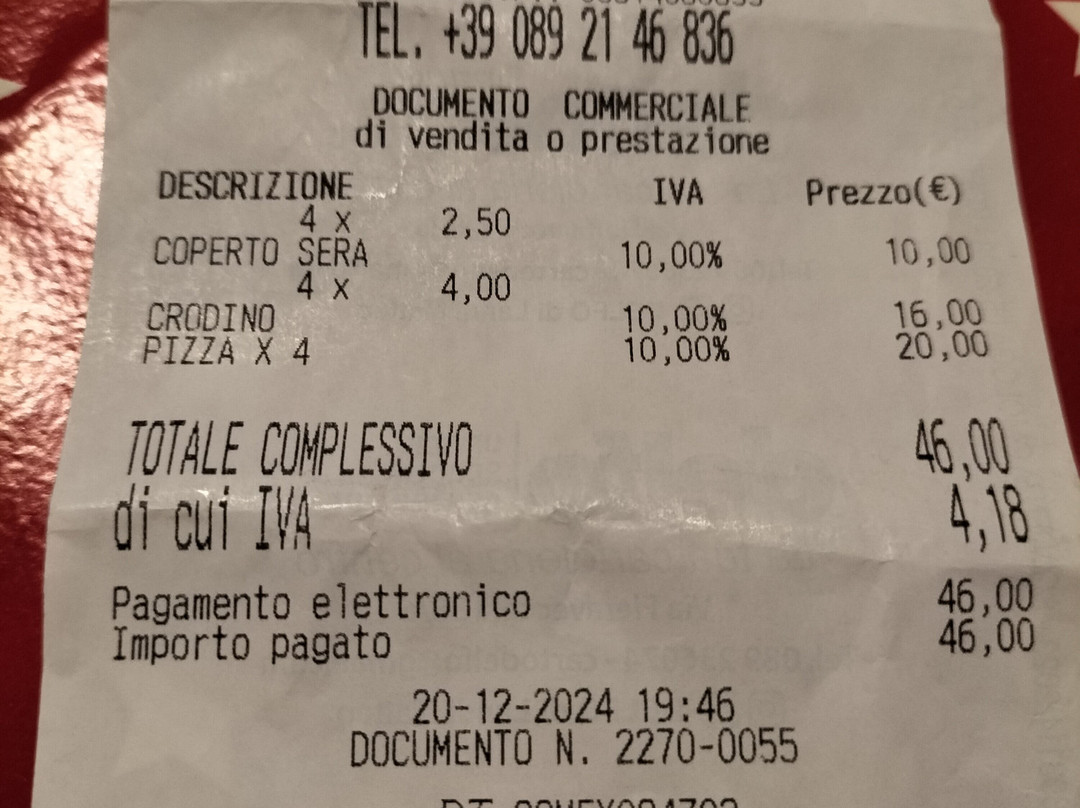 TEL. +39 089 21 46 836
DOCUMENTO COMMERCIALE
di vendita o prestazione
DESCRIZIONE IVA Prezzo(€)
4 x 2,50
COPERTO SERA 10,00% 10,00
4 x 4,00
CRODINO 10,00% 16,00
PIZZA X 4 10,00% 20,00
TOTALE COMPLESSIVO 46,00
di cui IVA 4,18
Pagamento elettronico 46,00
Importo pagato 46,00
20-12-2024 19:46
DOCUMENTO N. 2270-0055